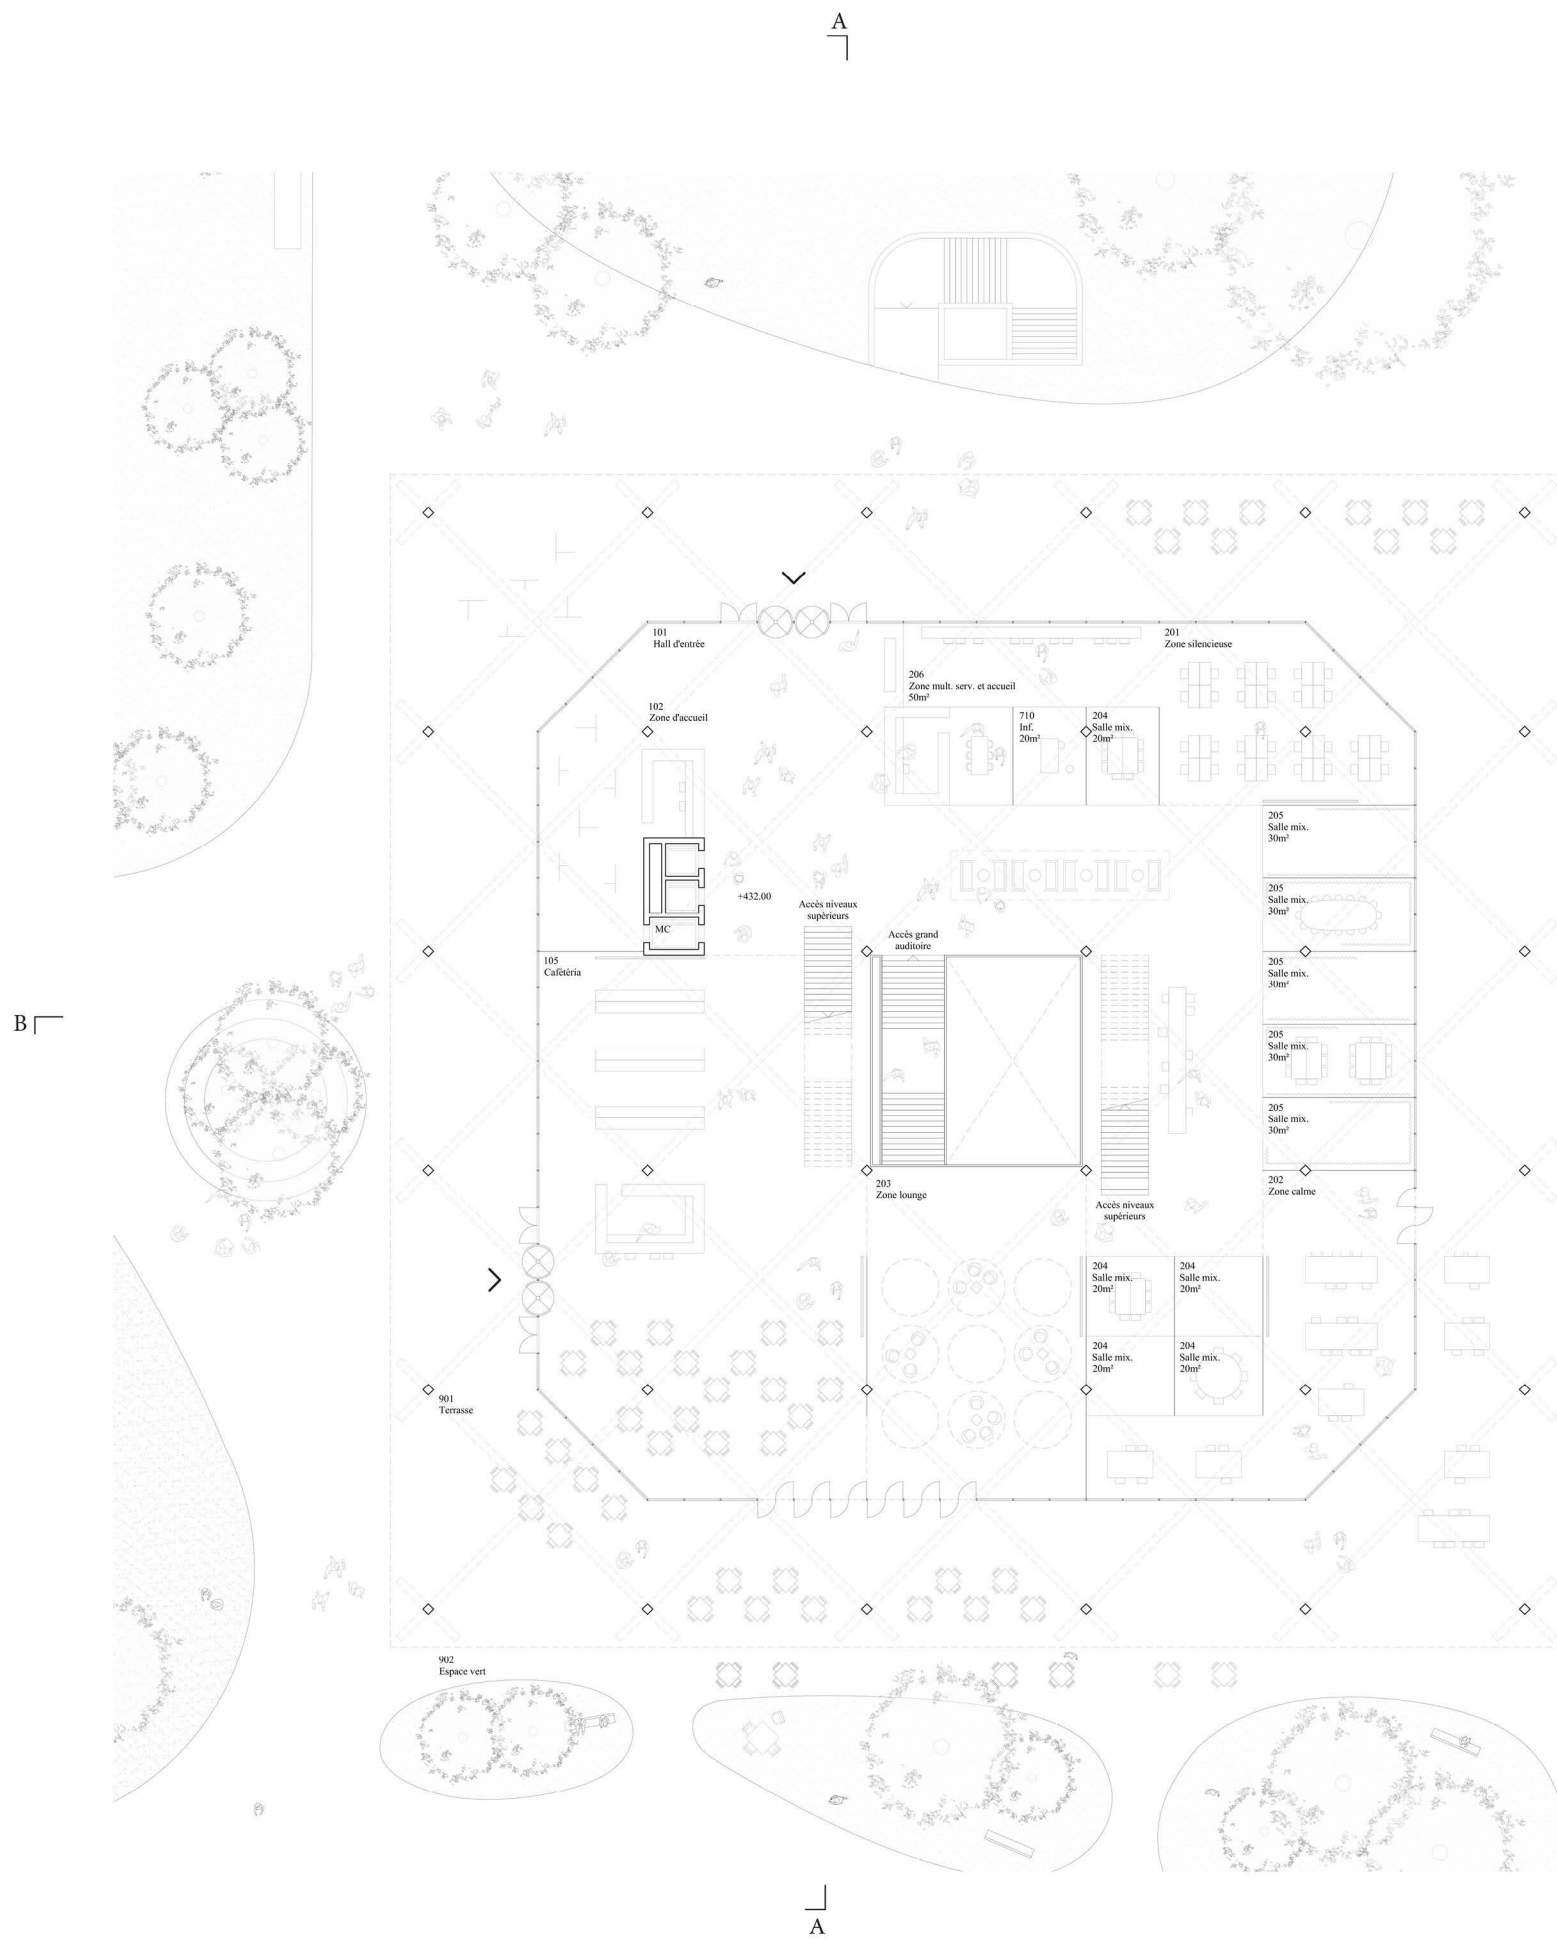 A
101
Hall d'entrée
201
Zone silencieuse
206
Zone mult. serv. et accueil
50m²
102
Zone d'accueil
710
Inf.
20m²
204
Salle mix.
20m²
205
Salle mix.
30m²
205
Salle mix.
30m²
+432.00
Accès niveaux
supérieurs
MC
Accès grand
auditoire
105
Cafétéria
205
Salle mix.
30m²
B
205
Salle mix.
30m²
205
Salle mix.
30m²
203
Zone lounge
202
Zone calme
Accès niveaux
supérieurs
204
Salle mix.
20m²
204
Salle mix.
20m²
204
Salle mix.
20m²
204
Salle mix.
20m²
901
Terrasse
902
Espace vert
A